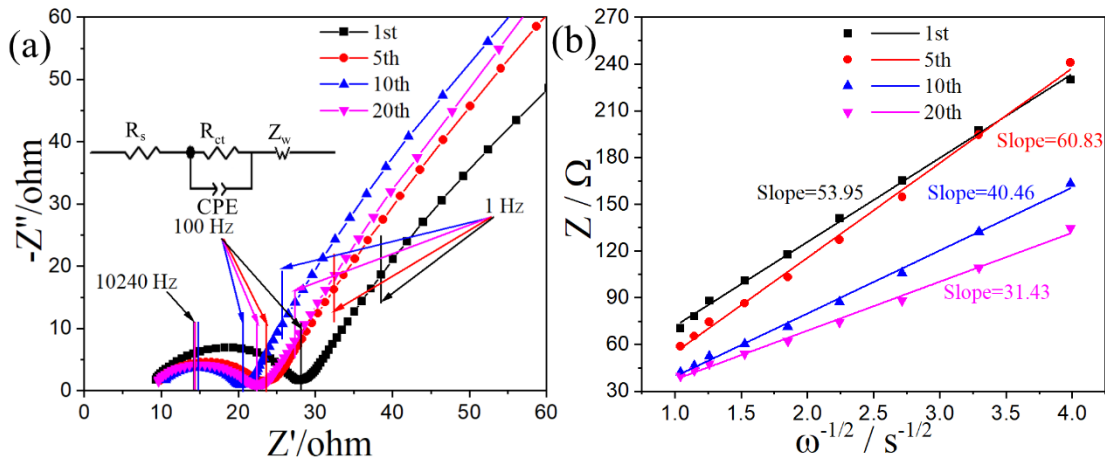 (a)
1st
5th
10th
20th
Rs
Rct
Zw
CPE
100 Hz
1 Hz
10240 Hz
-Z''/ohm
60
50
40
30
20
10
0
0 10 20 30 40 50 60
Z'/ohm
(b)
1st
5th
10th
20th
Slope=60.83
Slope=53.95
Slope=40.46
Slope=31.43
Z / Ω
270
240
210
180
150
120
90
60
30
1.0 1.5 2.0 2.5 3.0 3.5 4.0
ω-1/2 / s-1/2